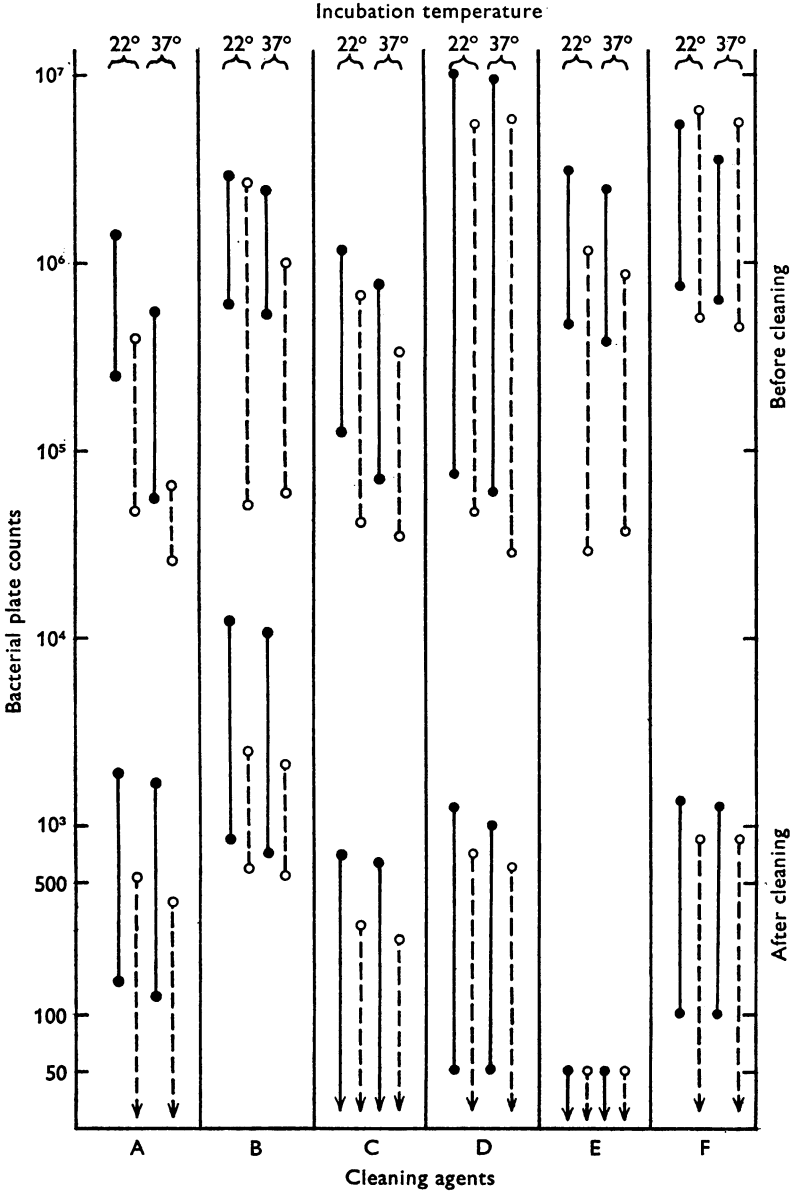 Incubation temperature
22° 37° 22° 37° 22° 37° 22° 37° 22° 37° 22° 37°
10⁷
10⁶
10⁵
10⁴
10³
500
100
50
Bacterial plate counts
Before cleaning
After cleaning
A B C D E F
Cleaning agents